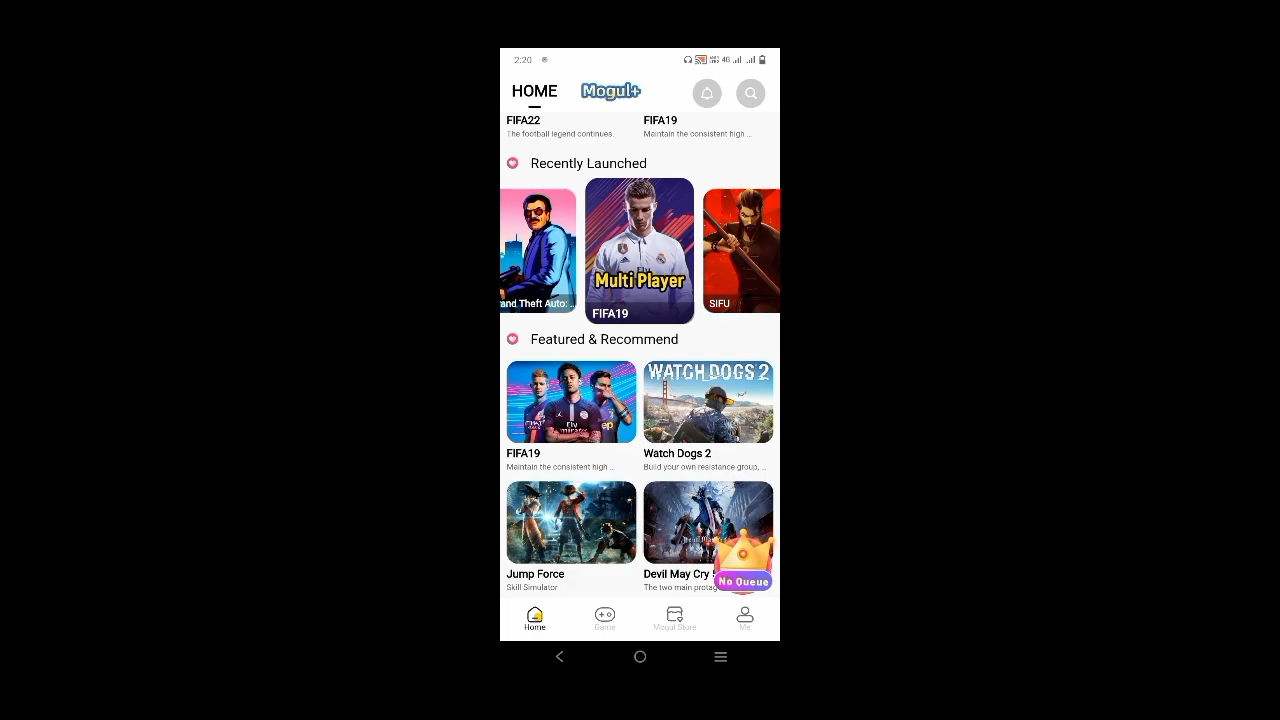 2:20
4G
HOME
Mogul+
FIFA22
FIFA19
The football legend continues.
Maintain the consistent high ...
Recently Launched
and Theft Auto: ...
Multi Player
FIFA19
SIFU
Featured & Recommend
WATCH DOGS 2
Fly
Emirates
FIFA19
Watch Dogs 2
Maintain the consistent high ...
Build your own resistance group, ...
Jump Force
Devil May Cry
Skill Simulator
The two main
No Queue
Home
Game
Mogul Store
Me